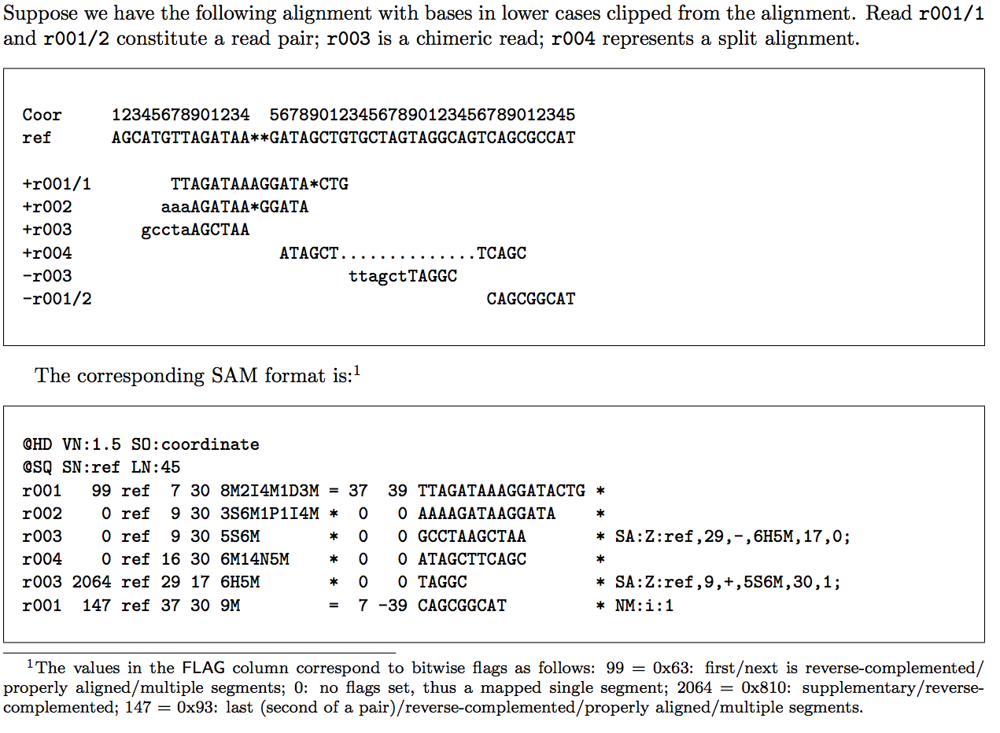 Suppose we have the following alignment with bases in lower cases clipped from the alignment. Read r001/1
and r001/2 constitute a read pair; r003 is a chimeric read; r004 represents a split alignment.
Coor     12345678901234  5678901234567890123456789012345
ref      AGCATGTTAGATAA**GATAGCTGTGCTAGTAGGCAGTCAGCGCCAT
+r001/1        TTAGATAAAGGATA*CTG
+r002         aaaAGATAA*GGATA
+r003       gcctaAGCTAA
+r004                     ATAGCT..............TCAGC
-r003                            ttagctTAGGC
-r001/2                                        CAGCGGCAT
The corresponding SAM format is:¹
@HD VN:1.5 SO:coordinate
@SQ SN:ref LN:45
r001   99 ref  7 30 8M2I4M1D3M = 37  39 TTAGATAAAGGATACTG *
r002    0 ref  9 30 3S6M1P1I4M *  0   0 AAAAGATAAGGATA    *
r003    0 ref  9 30 5S6M       *  0   0 GCCTAAGCTAA       * SA:Z:ref,29,-,6H5M,17,0;
r004    0 ref 16 30 6M14N5M    *  0   0 ATAGCTTCAGC       *
r003 2064 ref 29 17 6H5M       *  0   0 TAGGC             * SA:Z:ref,9,+,5S6M,30,1;
r001  147 ref 37 30 9M         =  7 -39 CAGCGGCAT         * NM:i:1
¹The values in the FLAG column correspond to bitwise flags as follows: 99 = 0x63: first/next is reverse-complemented/
properly aligned/multiple segments; 0: no flags set, thus a mapped single segment; 2064 = 0x810: supplementary/reverse-
complemented; 147 = 0x93: last (second of a pair)/reverse-complemented/properly aligned/multiple segments.